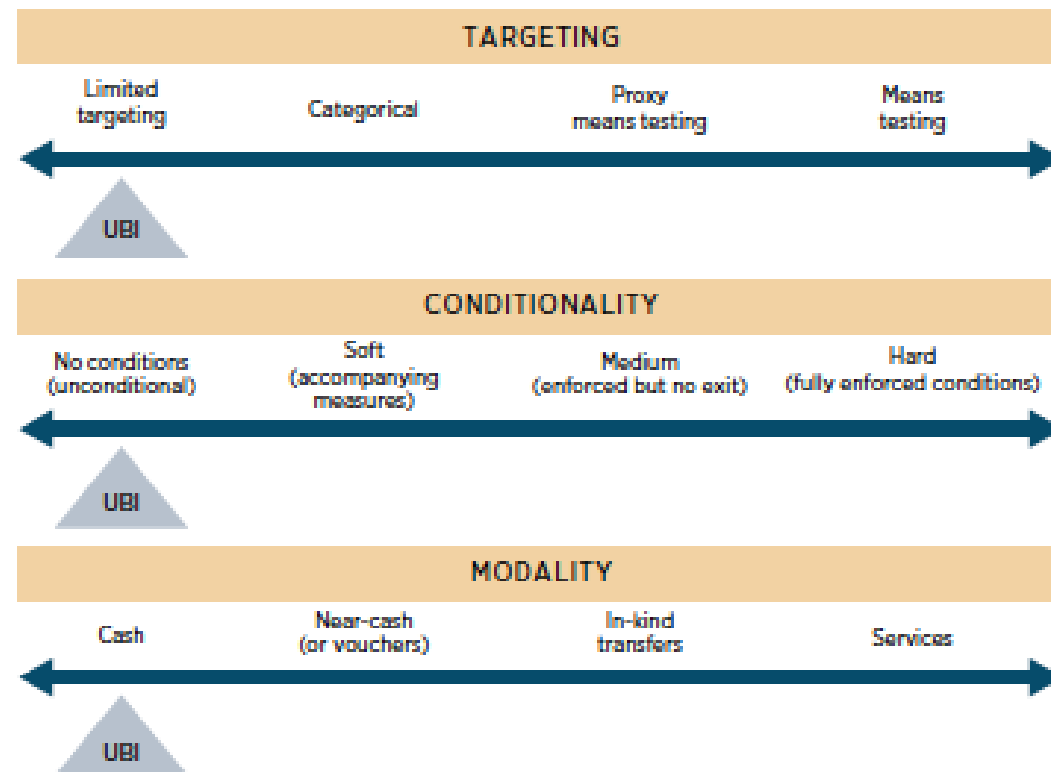 TARGETING
Limited
targeting
Categorical
Proxy
means testing
Means
testing
UBI
CONDITIONALITY
No conditions
(unconditional)
Soft
(accompanying
measures)
Medium
(enforced but no exit)
Hard
(fully enforced conditions)
UBI
MODALITY
Cash
Near-cash
(or vouchers)
In-kind
transfers
Services
UBI